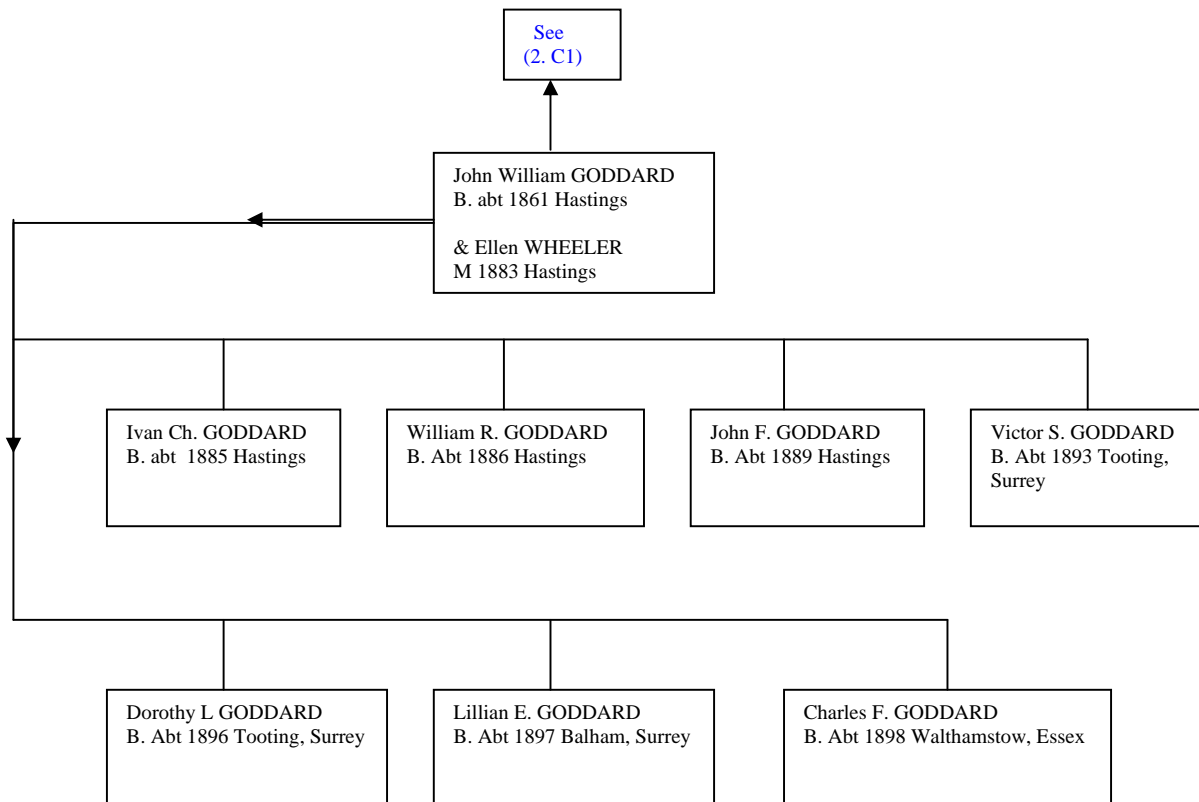 See
(2. C1)
John William GODDARD
B. abt 1861 Hastings
& Ellen WHEELER
M 1883 Hastings
Ivan Ch. GODDARD
B. abt  1885 Hastings
William R. GODDARD
B. Abt 1886 Hastings
John F. GODDARD
B. Abt 1889 Hastings
Victor S. GODDARD
B. Abt 1893 Tooting,
Surrey
Dorothy L GODDARD
B. Abt 1896 Tooting, Surrey
Lillian E. GODDARD
B. Abt 1897 Balham, Surrey
Charles F. GODDARD
B. Abt 1898 Walthamstow, Essex